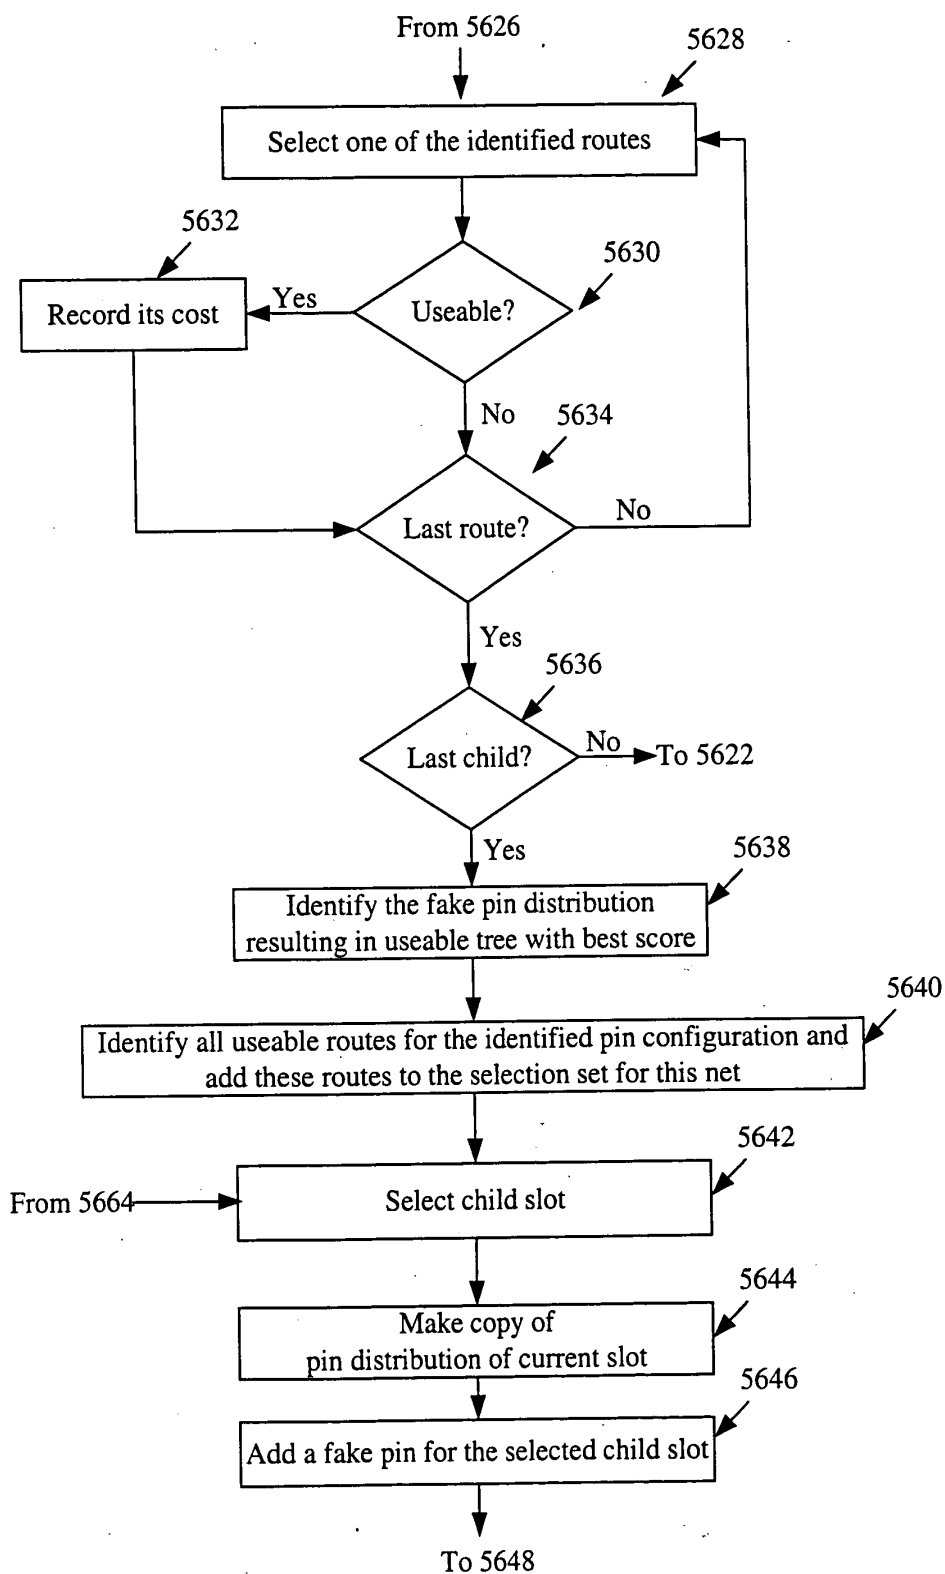 From 5626
5628
Select one of the identified routes
5632
5630
Record its cost
Yes
Useable?
No
5634
Last route?
No
Yes
5636
Last child?
No
To 5622
Yes
5638
Identify the fake pin distribution
resulting in useable tree with best score
5640
Identify all useable routes for the identified pin configuration and
add these routes to the selection set for this net
5642
From 5664
Select child slot
5644
Make copy of
pin distribution of current slot
5646
Add a fake pin for the selected child slot
To 5648